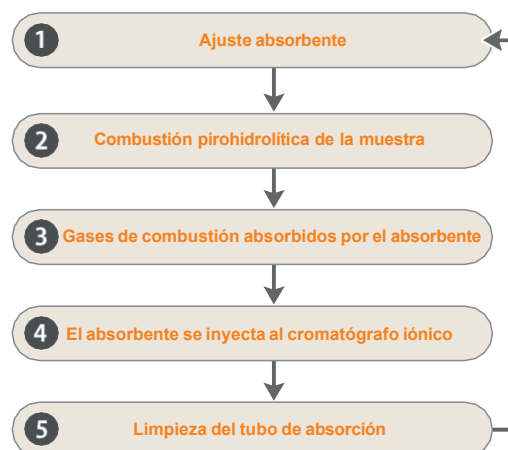 1 Ajuste absorbente
2 Combustión pirohidrolítica de la muestra
3 Gases de combustión absorbidos por el absorbente
4 El absorbente se inyecta al cromatógrafo iónico
5 Limpieza del tubo de absorción